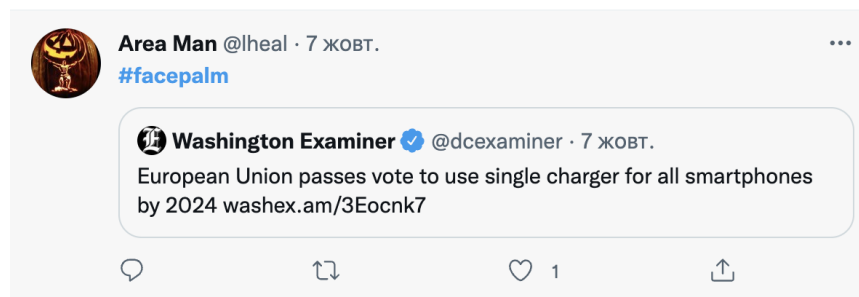 Area Man @lheal · 7 жовт.
#facepalm
Washington Examiner @dcexaminer · 7 жовт.
European Union passes vote to use single charger for all smartphones
by 2024 washex.am/3Eocnk7
1